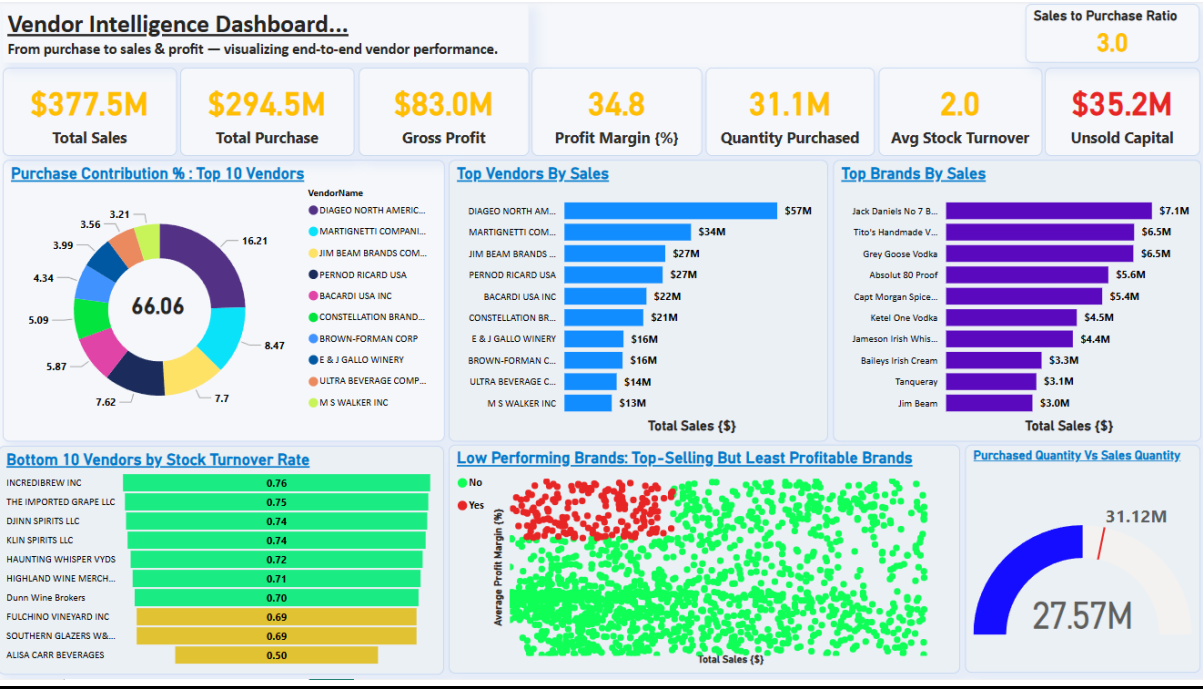 Vendor Intelligence Dashboard...
From purchase to sales & profit — visualizing end-to-end vendor performance.
Sales to Purchase Ratio
3.0
$377.5M
Total Sales
$294.5M
Total Purchase
$83.0M
Gross Profit
34.8
Profit Margin {%}
31.1M
Quantity Purchased
2.0
Avg Stock Turnover
$35.2M
Unsold Capital
Purchase Contribution % : Top 10 Vendors
16.21
8.47
7.7
7.62
5.87
5.09
4.34
3.99
3.56
3.21
66.06
VendorName
DIAGEO NORTH AMERIC...
MARTIGNETTI COMPANI...
JIM BEAM BRANDS COM...
PERNOD RICARD USA
BACARDI USA INC
CONSTELLATION BRAND...
BROWN-FORMAN CORP
E & J GALLO WINERY
ULTRA BEVERAGE COMP...
M S WALKER INC
Top Vendors By Sales
DIAGEO NORTH AM... $57M
MARTIGNETTI COM... $34M
JIM BEAM BRANDS ... $27M
PERNOD RICARD USA $27M
BACARDI USA INC $22M
CONSTELLATION BR... $21M
E & J GALLO WINERY $16M
BROWN-FORMAN C... $16M
ULTRA BEVERAGE C... $14M
M S WALKER INC $13M
Total Sales {$}
Top Brands By Sales
Jack Daniels No 7 B... $7.1M
Tito's Handmade V... $6.5M
Grey Goose Vodka $6.5M
Absolut 80 Proof $5.6M
Capt Morgan Spice... $5.4M
Ketel One Vodka $4.5M
Jameson Irish Whis... $4.4M
Baileys Irish Cream $3.3M
Tanqueray $3.1M
Jim Beam $3.0M
Total Sales {$}
Bottom 10 Vendors by Stock Turnover Rate
INCREDIBREW INC 0.76
THE IMPORTED GRAPE LLC 0.75
DJINN SPIRITS LLC 0.74
KLIN SPIRITS LLC 0.74
HAUNTING WHISPER VYDS 0.72
HIGHLAND WINE MERCH... 0.71
Dunn Wine Brokers 0.70
FULCHINO VINEYARD INC 0.69
SOUTHERN GLAZERS W&... 0.69
ALISA CARR BEVERAGES 0.50
Low Performing Brands: Top-Selling But Least Profitable Brands
No
Yes
Average Profit Margin {%}
Total Sales {$}
Purchased Quantity Vs Sales Quantity
31.12M
27.57M